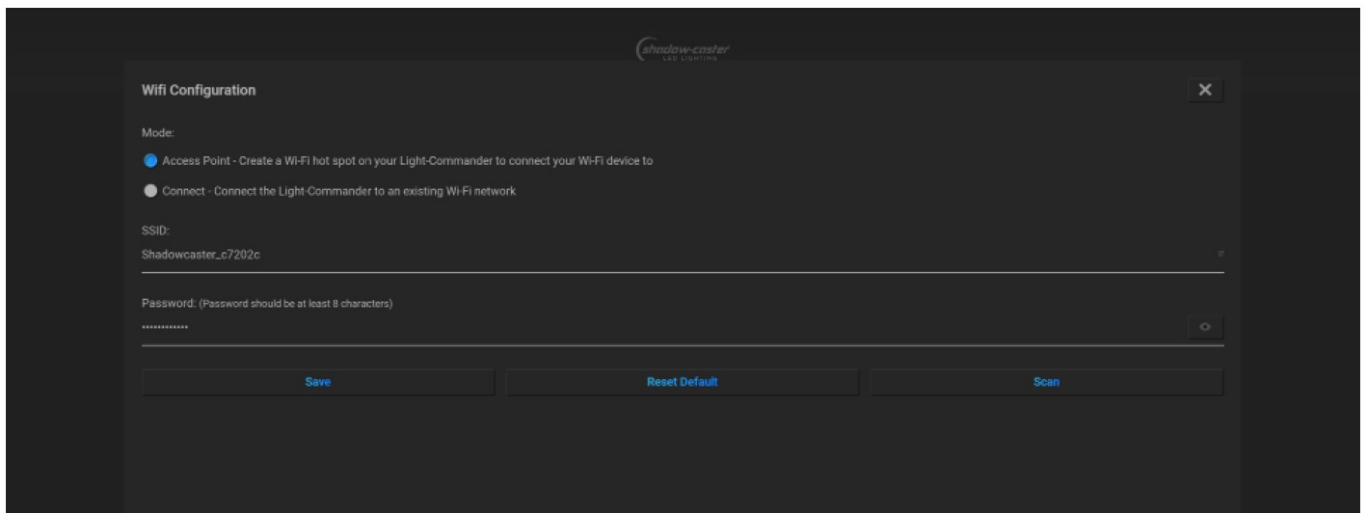 shadow-caster
LED LIGHTING
Wifi Configuration
Mode:
Access Point - Create a Wi-Fi hot spot on your Light-Commander to connect your Wi-Fi device to
Connect - Connect the Light-Commander to an existing Wi-Fi network
SSID:
Shadowcaster_c7202c
Password: (Password should be at least 8 characters)
••••••••••••
Save
Reset Default
Scan